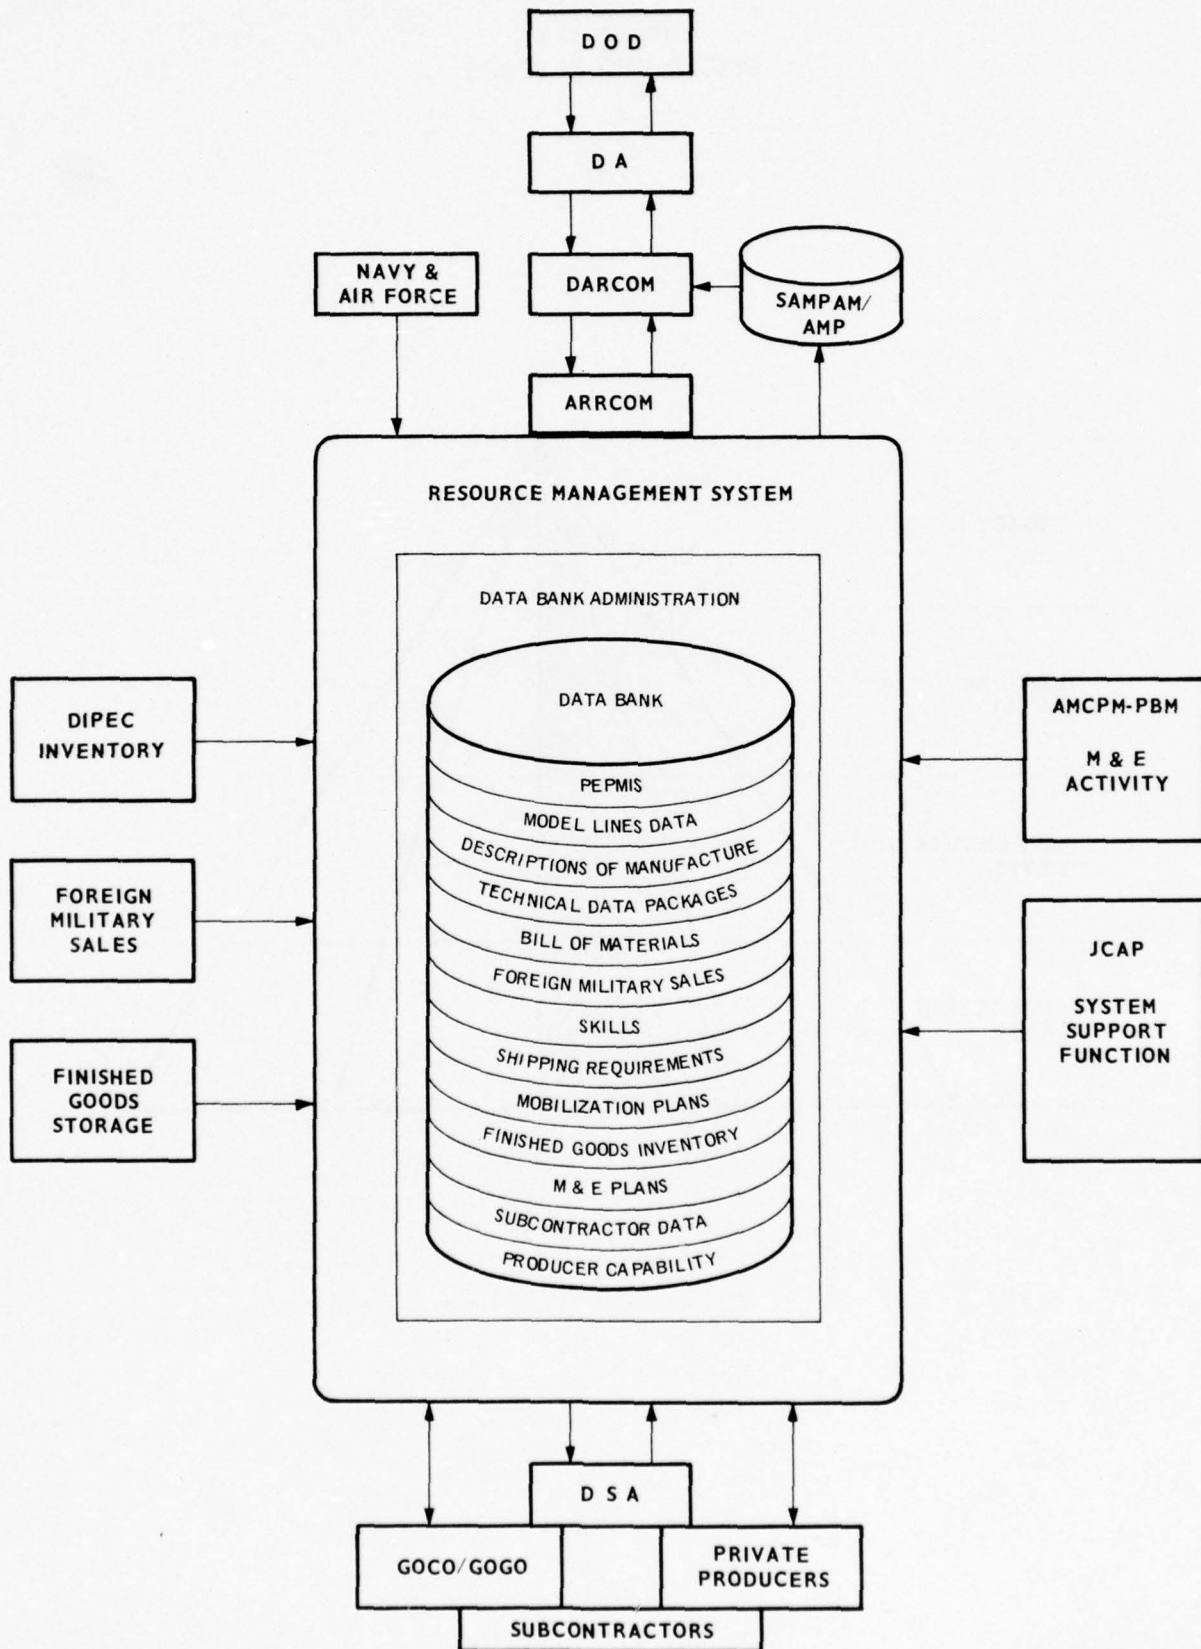 D O D
D A
NAVY &
AIR FORCE
DARCOM
SAMPAM/
AMP
ARRCOM
RESOURCE MANAGEMENT SYSTEM
DATA BANK ADMINISTRATION
DATA BANK
PEPMIS
MODEL LINES DATA
DESCRIPTIONS OF MANUFACTURE
TECHNICAL DATA PACKAGES
BILL OF MATERIALS
FOREIGN MILITARY SALES
SKILLS
SHIPPING REQUIREMENTS
MOBILIZATION PLANS
FINISHED GOODS INVENTORY
M & E PLANS
SUBCONTRACTOR DATA
PRODUCER CAPABILITY
DIPEC
INVENTORY
FOREIGN
MILITARY
SALES
FINISHED
GOODS
STORAGE
AMCPM-PBM
M & E
ACTIVITY
JCAP
SYSTEM
SUPPORT
FUNCTION
D S A
GOCO/GOGO
PRIVATE
PRODUCERS
SUBCONTRACTORS